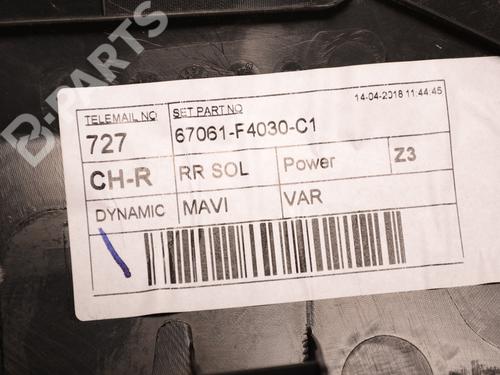 B-PARTS
TELEMAIL NO
SET PART NO
14-04-2018 11:44:45
727
67061-F4030-C1
CH-R
RR SOL
Power
Z3
DYNAMIC
MAVI
VAR